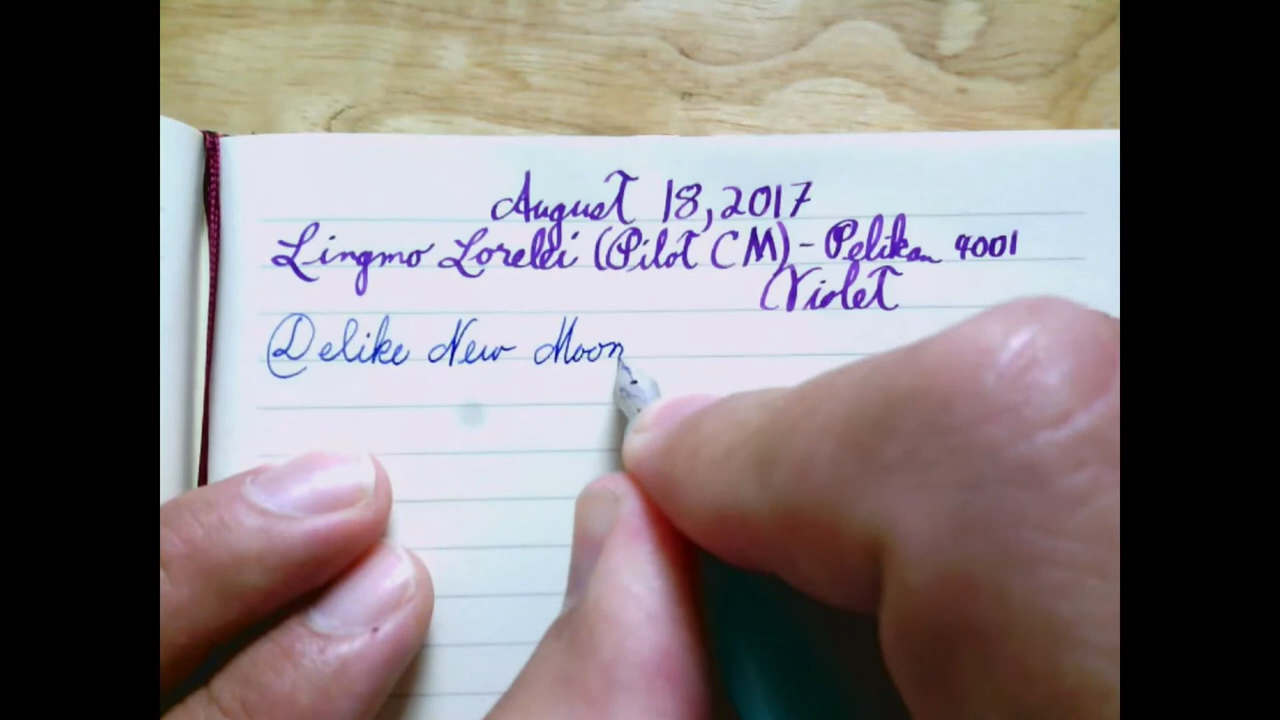 August 18, 2017
Lingmo Lorelei (Pilot CM) - Pelikan 4001
Violet
Delike New Moon